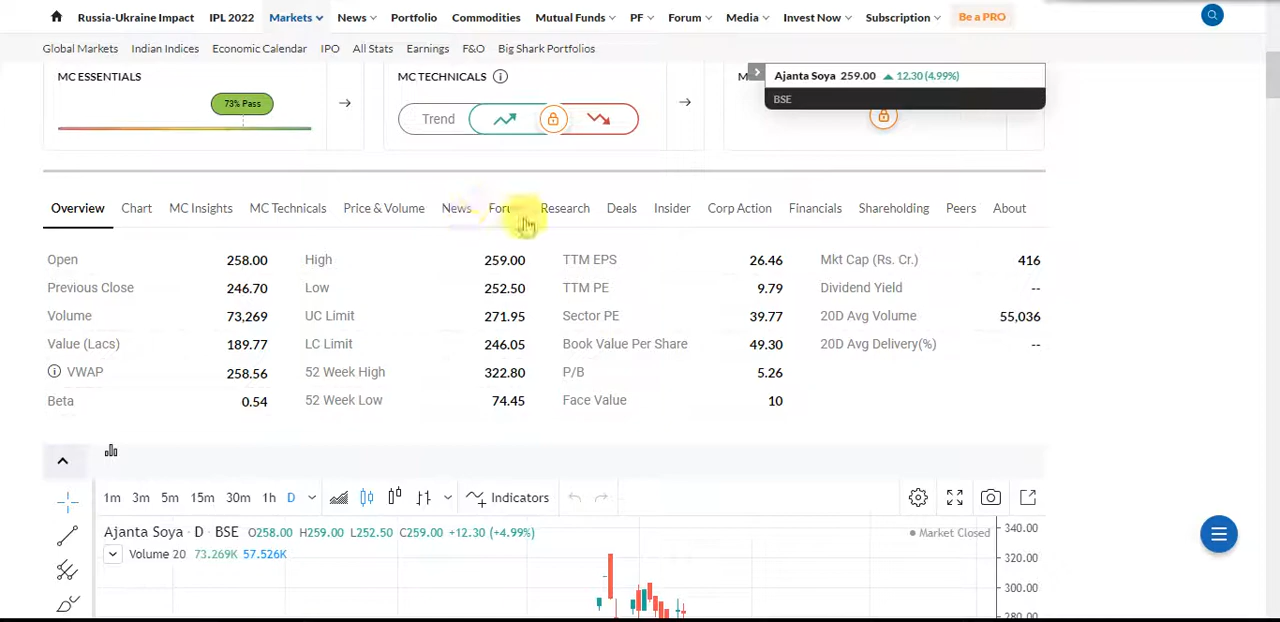 Russia-Ukraine Impact IPL 2022 Markets News Portfolio Commodities Mutual Funds PF Forum Media Invest Now Subscription Be a PRO
Global Markets Indian Indices Economic Calendar IPO All Stats Earnings F&O Big Shark Portfolios
MC ESSENTIALS MC TECHNICALS
Ajanta Soya 259.00 12.30 (4.99%)
BSE
73% Pass
Trend
Overview Chart MC Insights MC Technicals Price & Volume News Research Deals Insider Corp Action Financials Shareholding Peers About
Open 258.00 High 259.00 TTM EPS 26.46 Mkt Cap (Rs. Cr.) 416
Previous Close 246.70 Low 252.50 TTM PE 9.79 Dividend Yield --
Volume 73,269 UC Limit 271.95 Sector PE 39.77 20D Avg Volume 55,036
Value (Lacs) 189.77 LC Limit 246.05 Book Value Per Share 49.30 20D Avg Delivery(%) --
VWAP 258.56 52 Week High 322.80 P/B 5.26
Beta 0.54 52 Week Low 74.45 Face Value 10
1m 3m 5m 15m 30m 1h D Indicators
Ajanta Soya · D · BSE O258.00 H259.00 L252.50 C259.00 +12.30 (+4.99%) Market Closed
340.00
Volume 20 73.269K 57.526K
320.00
300.00
280.00